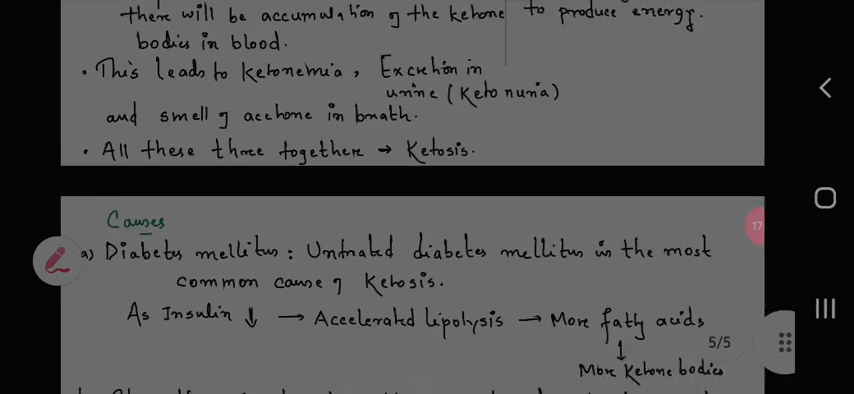 there will be accumulation of the ketone to produce energy.
bodies in blood.
• This leads to ketonemia, Excretion in
urine (Ketonuria)
and smell of acetone in breath.
• All these three together → Ketosis.
Causes
17
a) Diabetes mellitus: Untreated diabetes mellitus is the most
common cause of Ketosis.
As Insulin ↓ → Accelerated lipolysis → More fatty acids
5/5
↓
More Ketone bodies